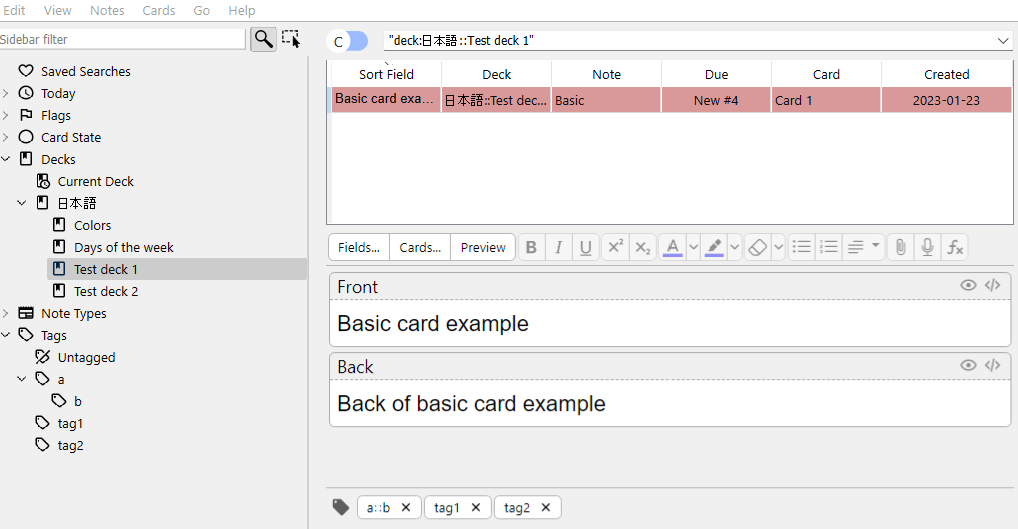 Edit View Notes Cards Go Help
Sidebar filter
Saved Searches
Today
Flags
Card State
Decks
Current Deck
日本語
Colors
Days of the week
Test deck 1
Test deck 2
Note Types
Tags
Untagged
a
b
tag1
tag2
C "deck:日本語::Test deck 1"
Sort Field Deck Note Due Card Created
Basic card exa... 日本語::Test dec... Basic New #4 Card 1 2023-01-23
Fields... Cards... Preview B I U X² X₂ A fx
Front
Basic card example
Back
Back of basic card example
a::b tag1 tag2